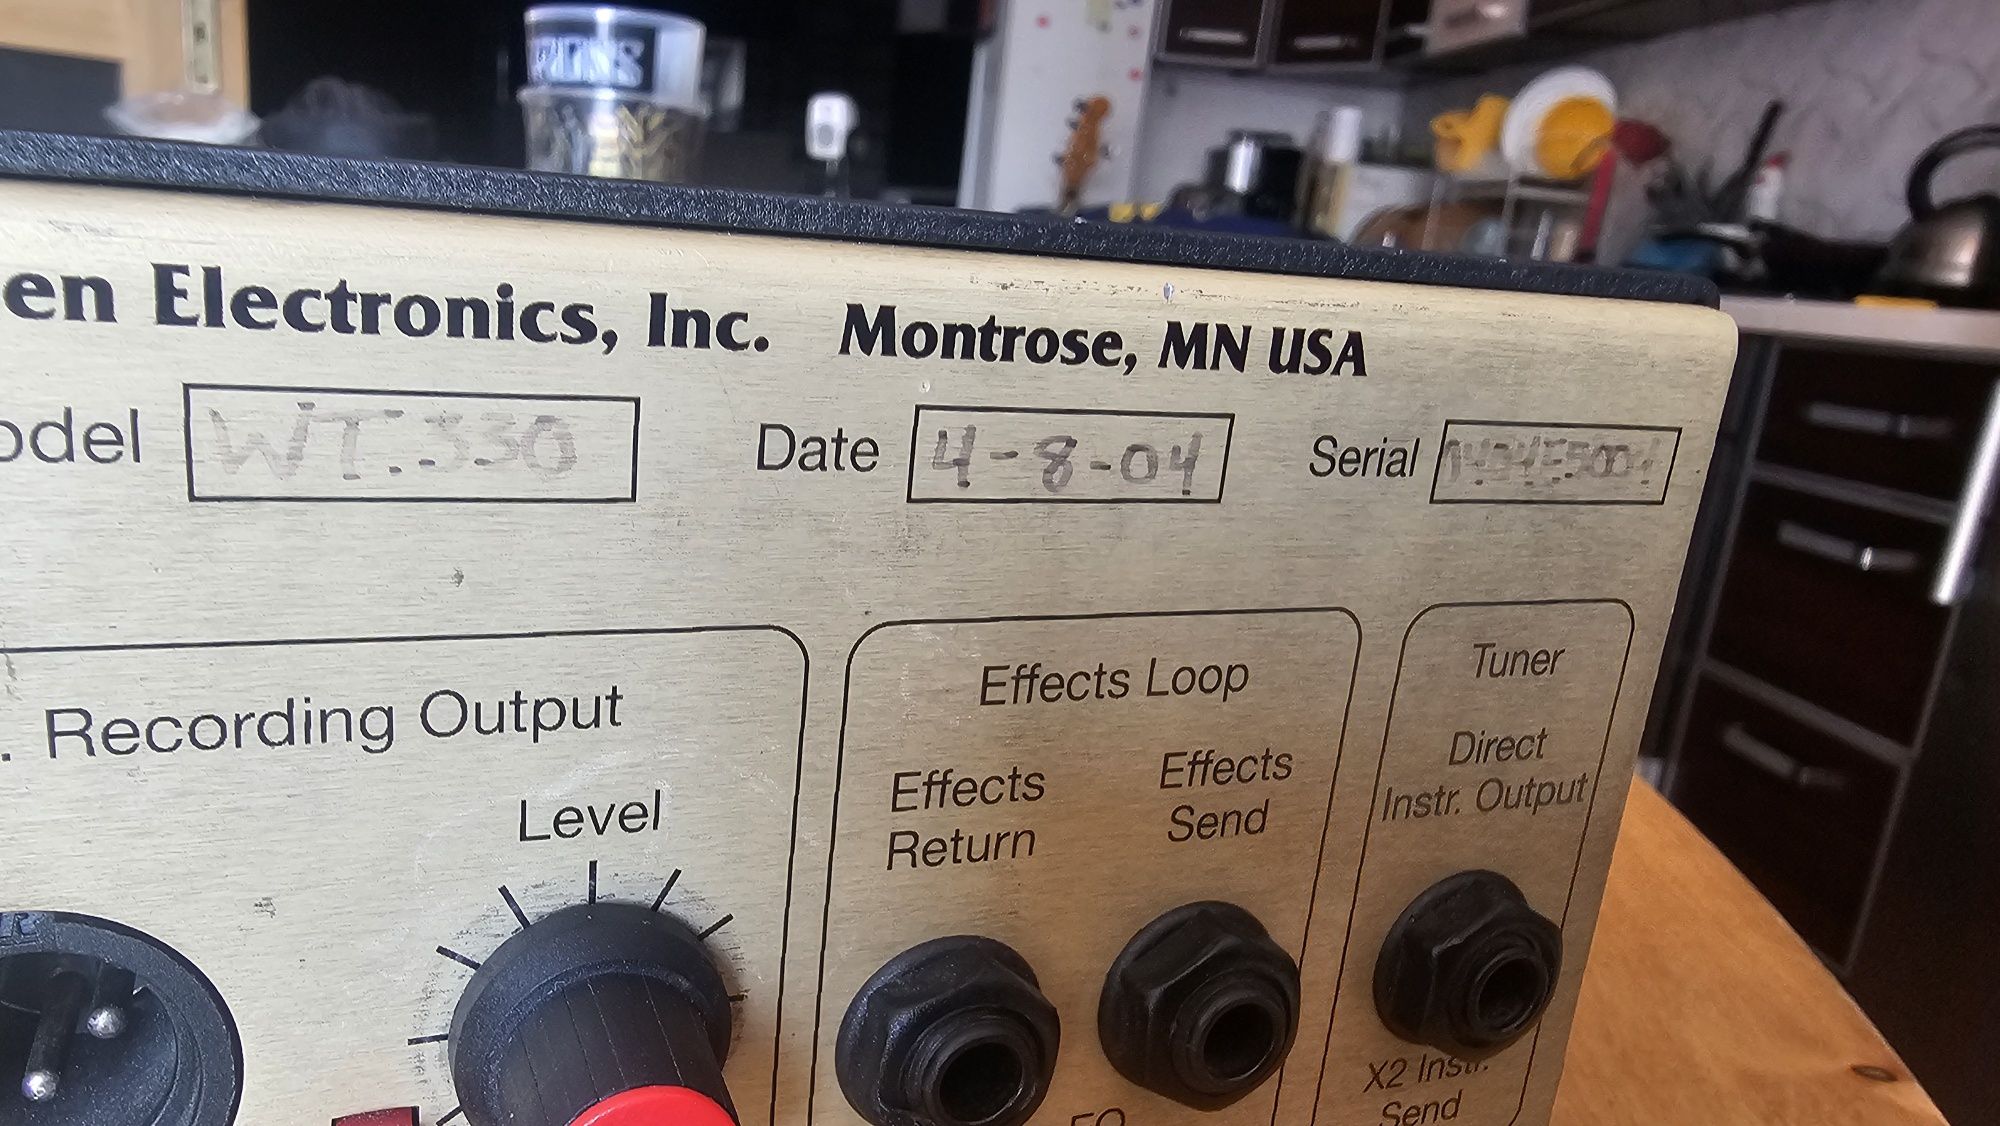 en Electronics, Inc. Montrose, MN USA
odel WT.330 Date 4-8-04 Serial
. Recording Output
Level
Effects Loop
Effects Return
Effects Send
Tuner
Direct
Instr. Output
X2 Instr.
Send
EQ